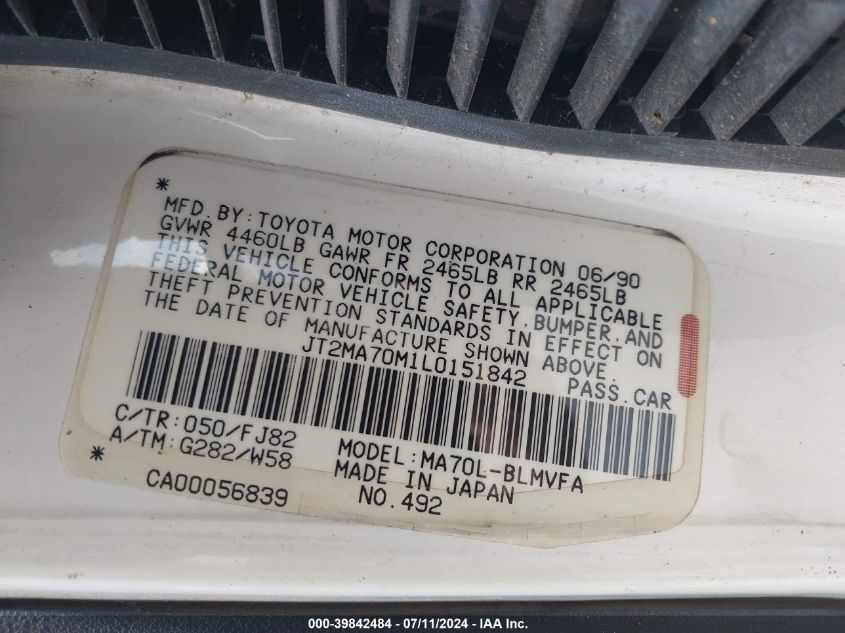 *
MFD. BY: TOYOTA MOTOR CORPORATION 06/90
GVWR 4460LB GAWR FR 2465LB RR 2465LB
THIS VEHICLE CONFORMS TO ALL APPLICABLE
FEDERAL MOTOR VEHICLE SAFETY, BUMPER, AND
THEFT PREVENTION STANDARDS IN EFFECT ON
THE DATE OF MANUFACTURE SHOWN ABOVE.
JT2MA70M1L0151842 PASS. CAR
C/TR: 050/FJ82
A/TM: G282/W58
MODEL: MA70L-BLMVFA
MADE IN JAPAN
*
CA00056839 NO. 492
000-39842484 - 07/11/2024 - IAA Inc.